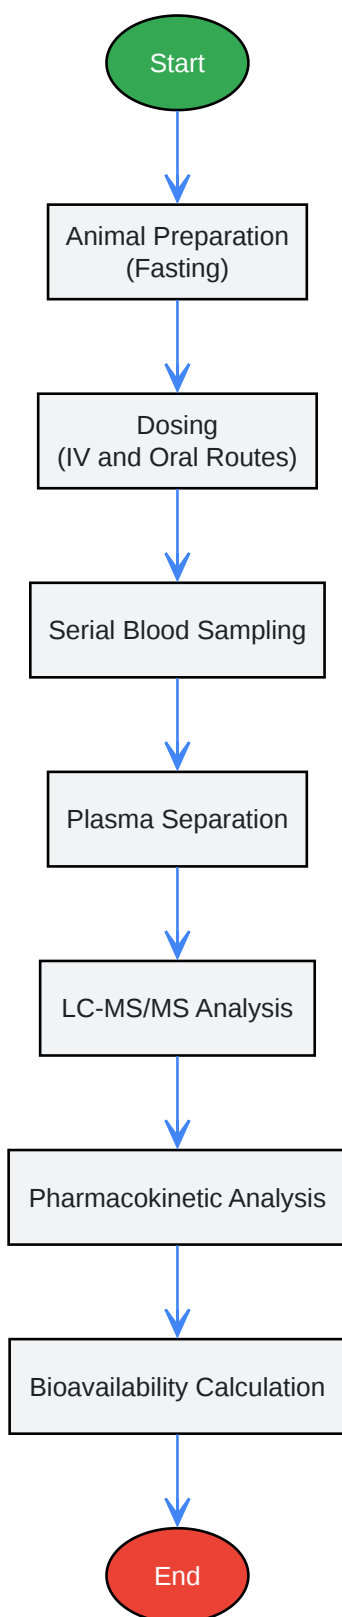 Start
Animal Preparation
(Fasting)
Dosing
(IV and Oral Routes)
Serial Blood Sampling
Plasma Separation
LC-MS/MS Analysis
Pharmacokinetic Analysis
Bioavailability Calculation
End